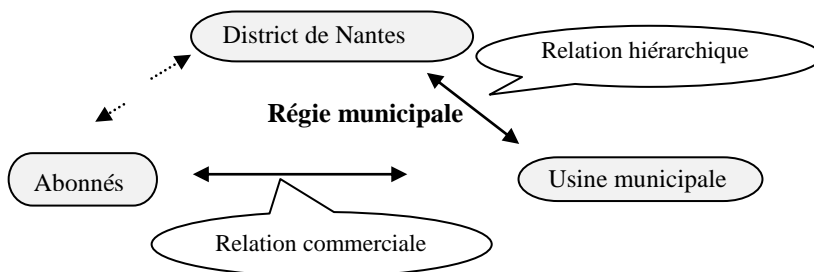 District de Nantes
Relation hiérarchique
Régie municipale
Abonnés
Usine municipale
Relation commerciale